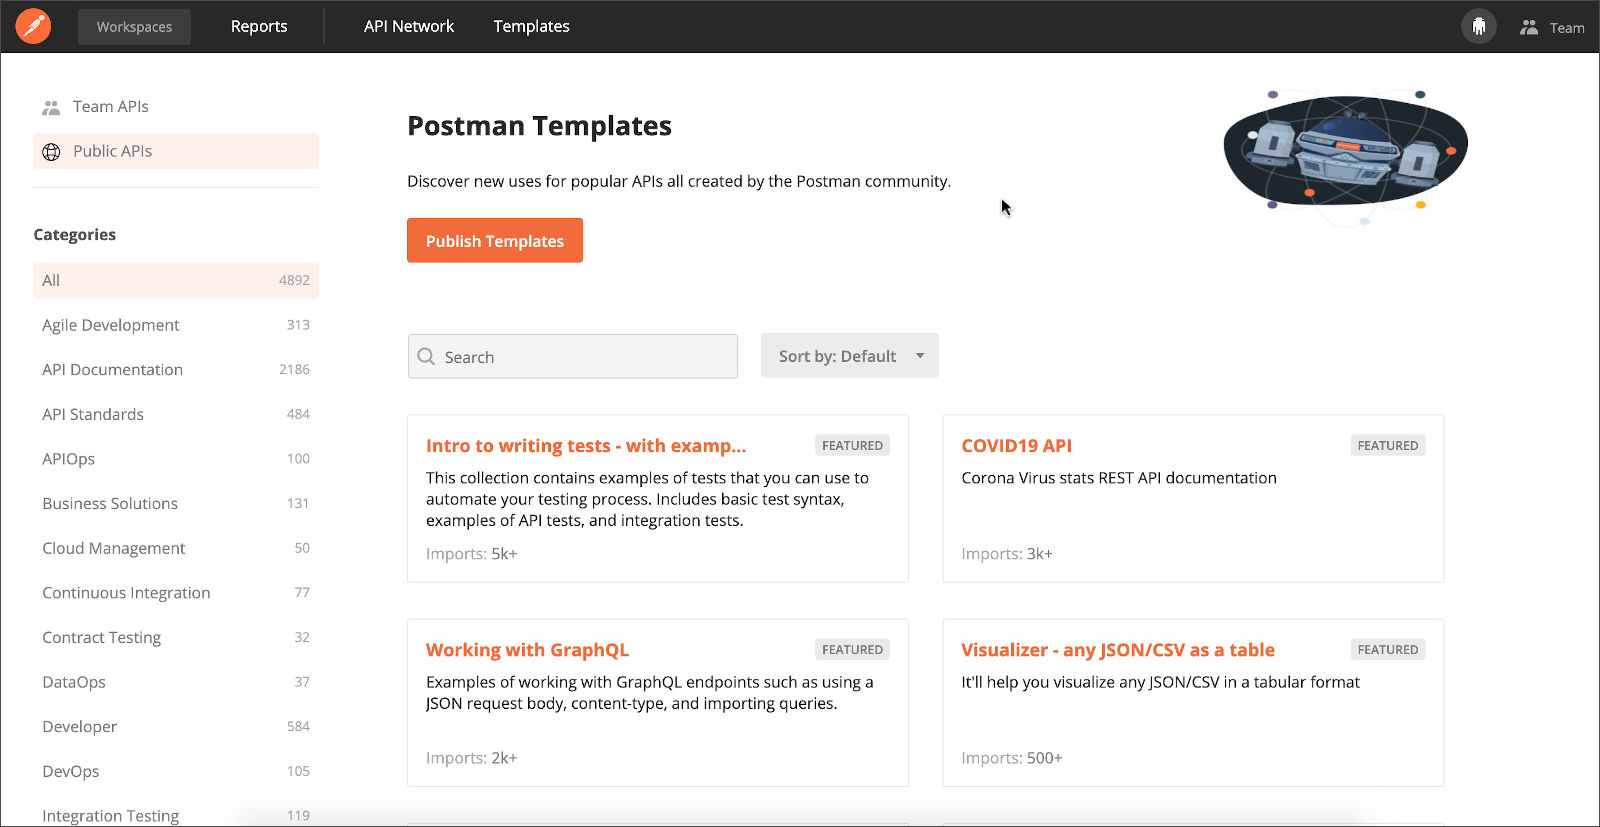 Workspaces
Reports
API Network
Templates
Team
Team APIs
Public APIs
Categories
All 4892
Agile Development 313
API Documentation 2186
API Standards 484
APIOps 100
Business Solutions 131
Cloud Management 50
Continuous Integration 77
Contract Testing 32
DataOps 37
Developer 584
DevOps 105
Integration Testing 119
Postman Templates
Discover new uses for popular APIs all created by the Postman community.
Publish Templates
Search
Sort by: Default
Intro to writing tests - with examp...
FEATURED
This collection contains examples of tests that you can use to
automate your testing process. Includes basic test syntax,
examples of API tests, and integration tests.
Imports: 5k+
COVID19 API
FEATURED
Corona Virus stats REST API documentation
Imports: 3k+
Working with GraphQL
FEATURED
Examples of working with GraphQL endpoints such as using a
JSON request body, content-type, and importing queries.
Imports: 2k+
Visualizer - any JSON/CSV as a table
FEATURED
It'll help you visualize any JSON/CSV in a tabular format
Imports: 500+